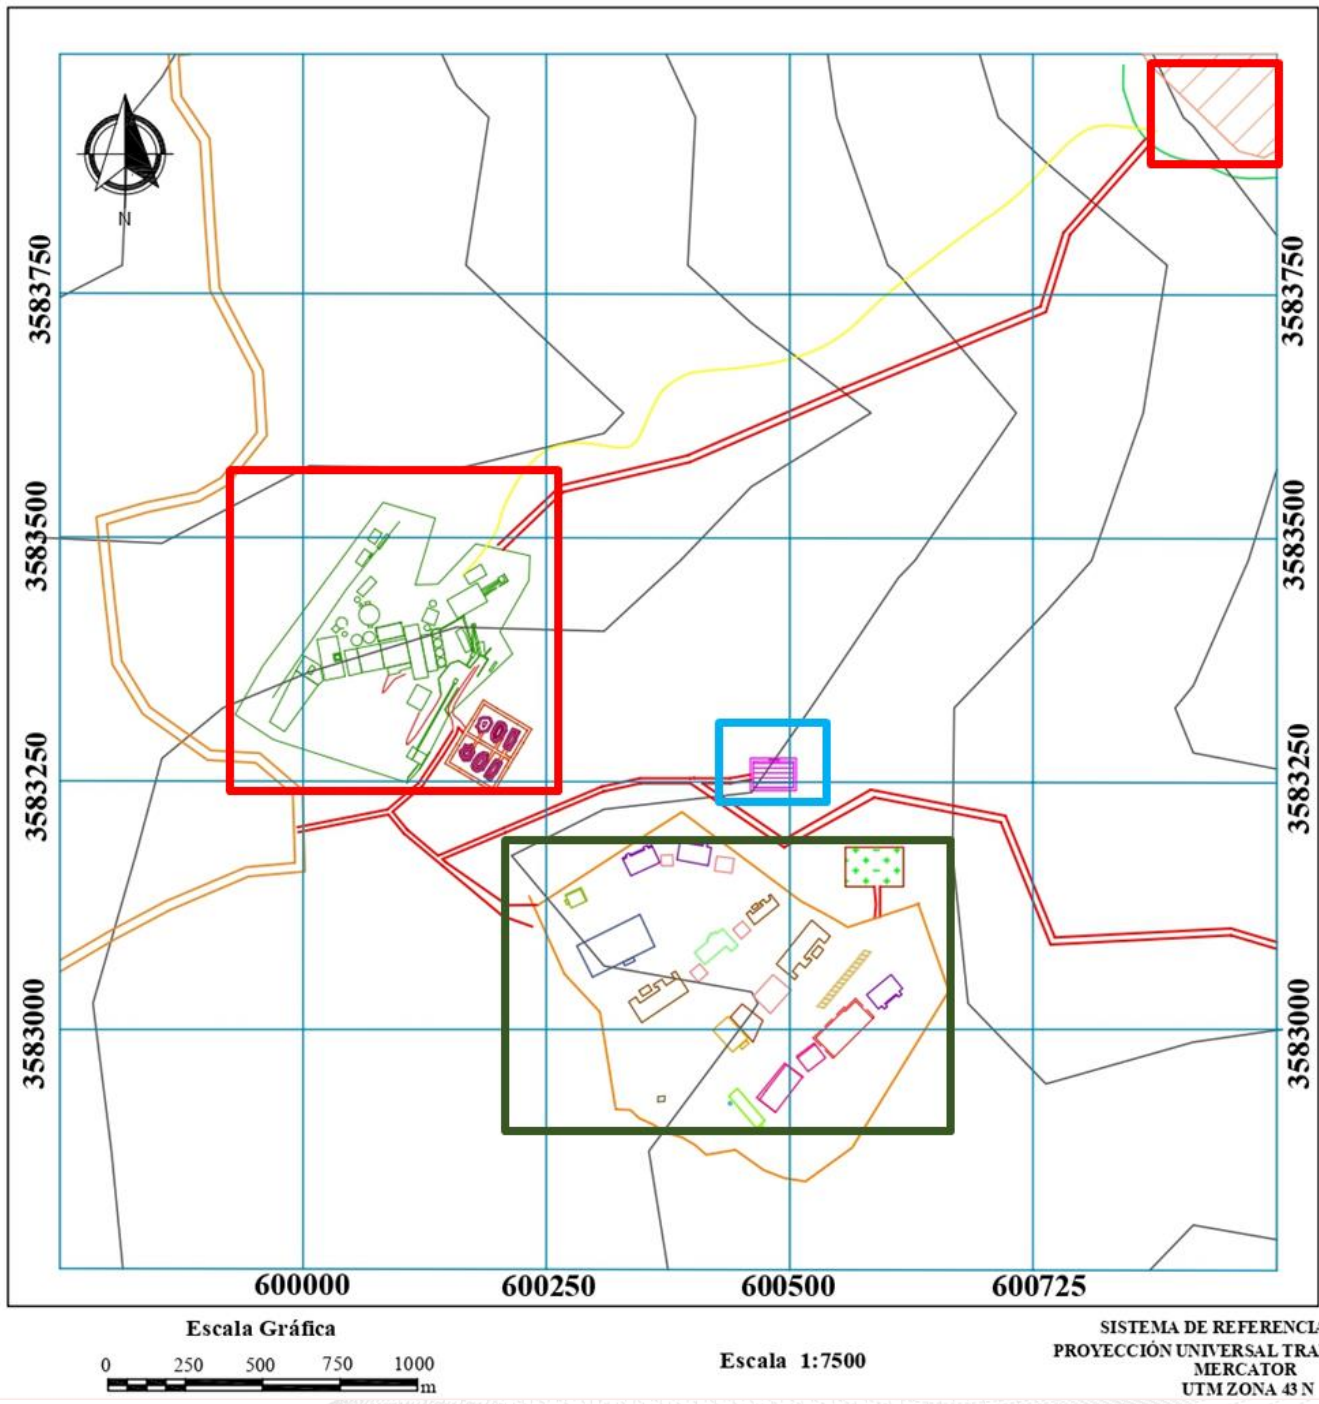 N
3583750
3583750
3583500
3583500
3583250
3583250
3583000
3583000
600000 600250 600500 600725
Escala Gráfica
0 250 500 750 1000
m
Escala 1:7500
SISTEMA DE REFERENCIA
PROYECCIÓN UNIVERSAL TRA
MERCATOR
UTM ZONA 43 N